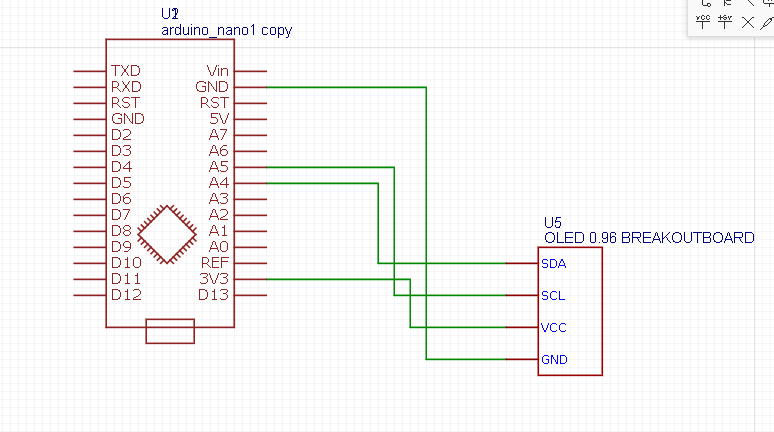 arduino_nano1 copy
TXD Vin
RXD GND
RST RST
GND 5V
D2 A7
D3 A6
D4 A5
D5 A4
D6 A3
D7 A2
D8 A1
D9 A0
D10 REF
D11 3V3
D12 D13
U5
OLED 0.96 BREAKOUTBOARD
SDA
SCL
VCC
GND
VCC +5V